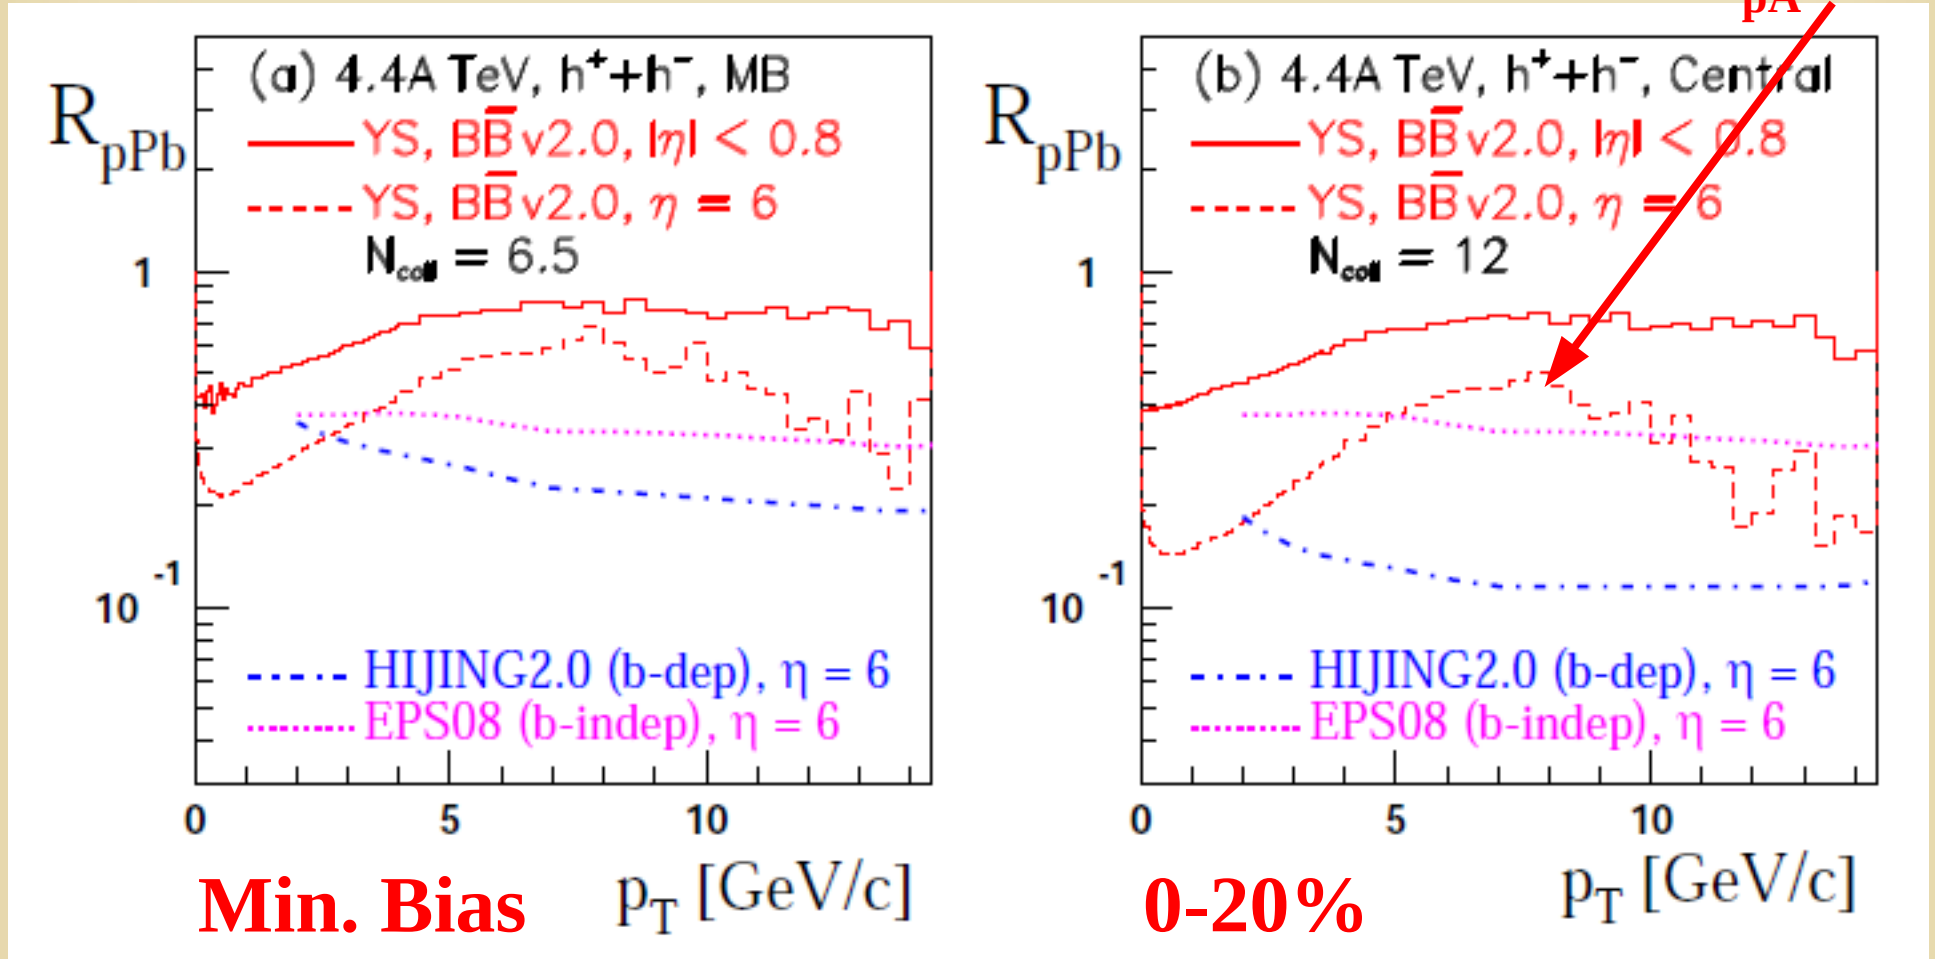 pA
(a) 4.4A TeV, h⁺+h⁻, MB
R_pPb
YS, BB̅ v2.0, |η| < 0.8
YS, BB̅ v2.0, η = 6
N_coll = 6.5
1
10⁻¹
HIJING2.0 (b-dep), η = 6
EPS08 (b-indep), η = 6
0 5 10
p_T [GeV/c]
Min. Bias
(b) 4.4A TeV, h⁺+h⁻, Central
R_pPb
YS, BB̅ v2.0, |η| < 0.8
YS, BB̅ v2.0, η = 6
N_coll = 12
1
10⁻¹
HIJING2.0 (b-dep), η = 6
EPS08 (b-indep), η = 6
0 5 10
p_T [GeV/c]
0-20%